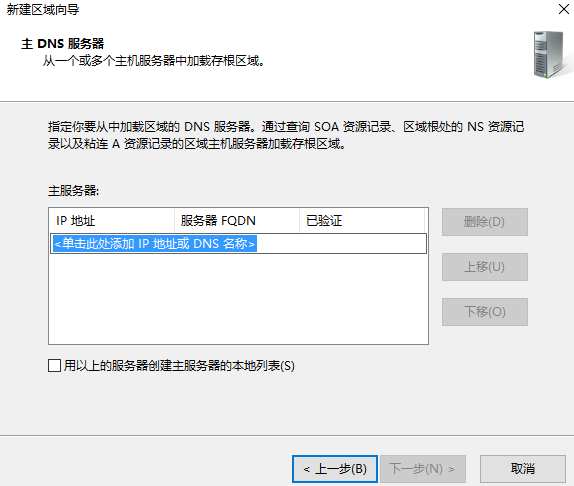 新建区域向导
主 DNS 服务器
从一个或多个主机服务器中加载存根区域。
指定你要从中加载区域的 DNS 服务器。通过查询 SOA 资源记录、区域根处的 NS 资源记
录以及粘连 A 资源记录的区域主机服务器加载存根区域。
主服务器:
IP 地址 服务器 FQDN 已验证
<单击此处添加 IP 地址或 DNS 名称>
删除(D)
上移(U)
下移(O)
用以上的服务器创建主服务器的本地列表(S)
< 上一步(B) 下一步(N) > 取消